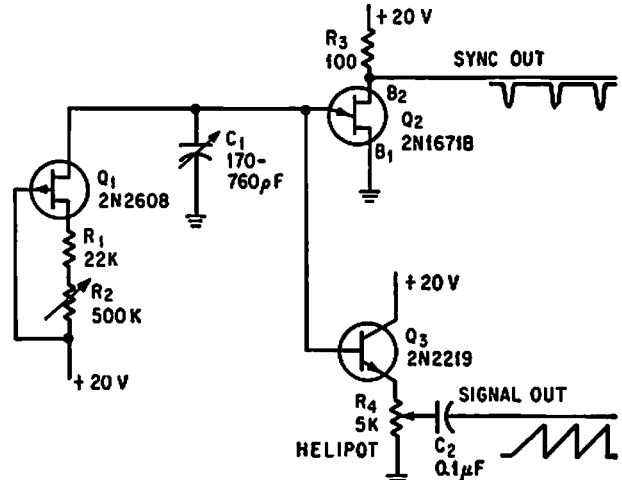 +20 V
R3
100
SYNC OUT
B2
Q2
2N1671B
B1
C1
170-
760pF
Q1
2N2608
R1
22K
R2
500K
+20 V
+20 V
Q3
2N2219
R4
5K
HELIPOT
SIGNAL OUT
C2
0.1µF